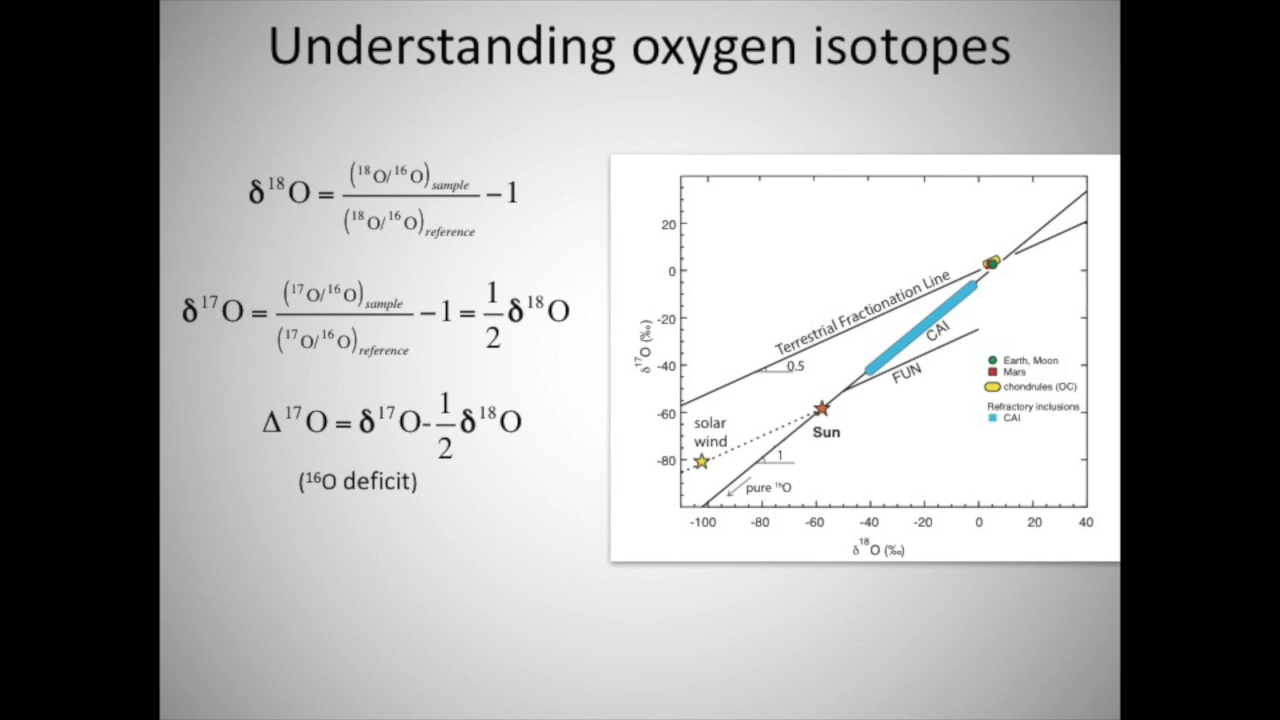 Understanding oxygen isotopes
δ¹⁸O = (¹⁸O/¹⁶O)sample / (¹⁸O/¹⁶O)reference − 1
δ¹⁷O = (¹⁷O/¹⁶O)sample / (¹⁷O/¹⁶O)reference − 1 = 1/2 δ¹⁸O
Δ¹⁷O = δ¹⁷O- 1/2 δ¹⁸O
(¹⁶O deficit)
20
0
-20
-40
-60
-80
δ¹⁷O (‰)
Terrestrial Fractionation Line
0.5
CAI
FUN
Earth, Moon
Mars
chondrules (OC)
Refractory inclusions
CAI
solar
wind
Sun
1
pure ¹⁶O
-100 -80 -60 -40 -20 0 20 40
δ¹⁸O (‰)